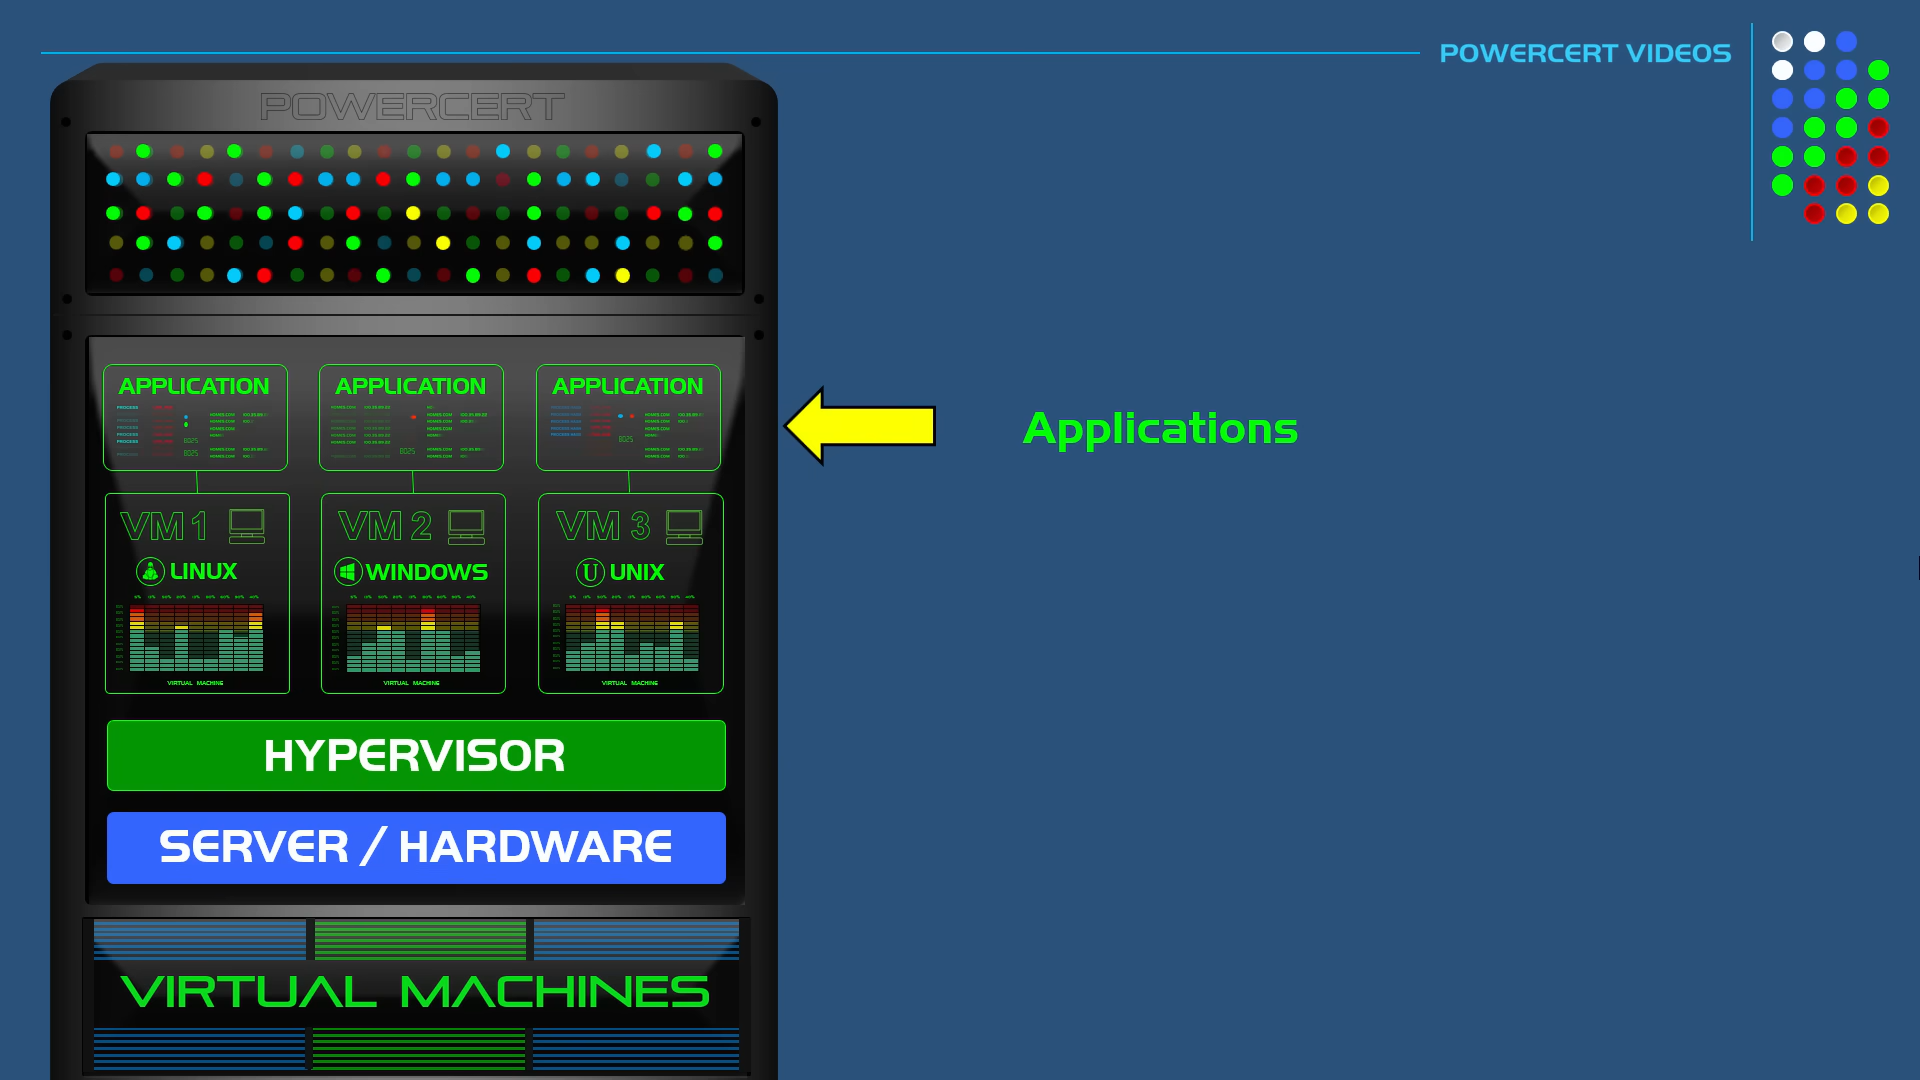 POWERCERT VIDEOS
POWERCERT
APPLICATION APPLICATION APPLICATION
Applications
VM 1 VM 2 VM 3
LINUX WINDOWS UNIX
VIRTUAL MACHINE VIRTUAL MACHINE VIRTUAL MACHINE
HYPERVISOR
SERVER / HARDWARE
VIRTUAL MACHINES